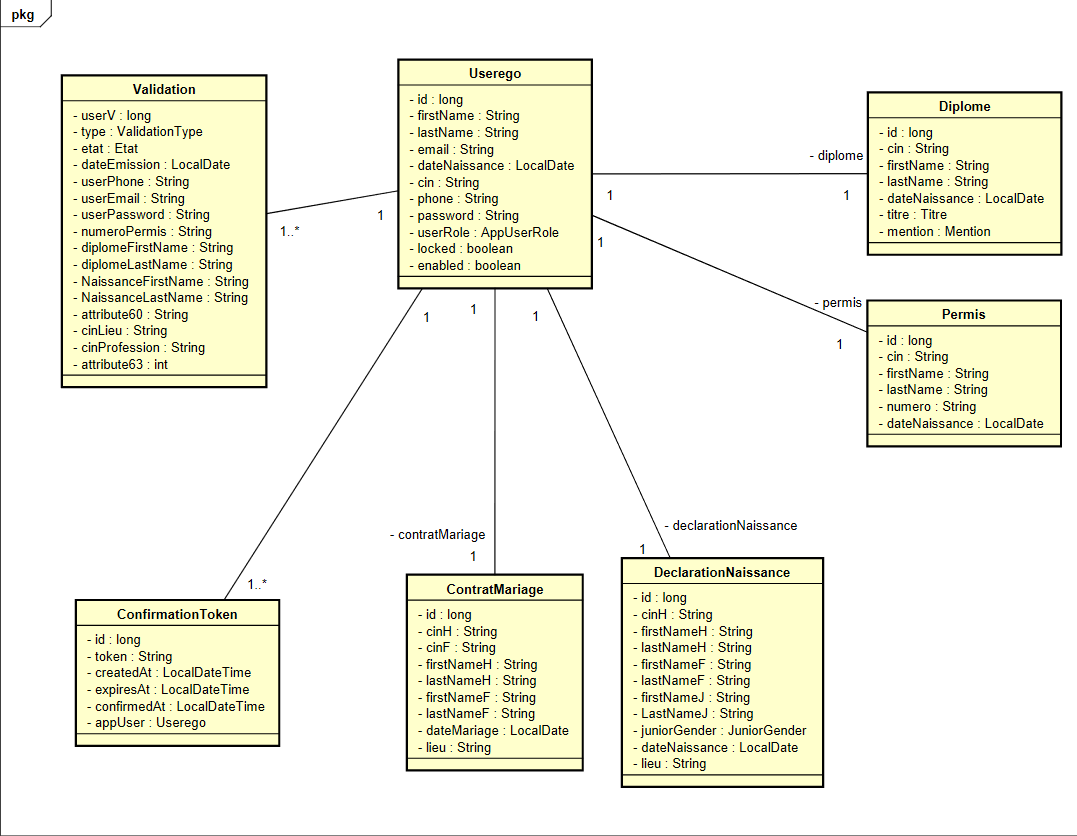 pkg
Validation
- userV : long
- type : ValidationType
- etat : Etat
- dateEmission : LocalDate
- userPhone : String
- userEmail : String
- userPassword : String
- numeroPermis : String
- diplomeFirstName : String
- diplomeLastName : String
- NaissanceFirstName : String
- NaissanceLastName : String
- attribute60 : String
- cinLieu : String
- cinProfession : String
- attribute63 : int
1..*
1
Userego
- id : long
- firstName : String
- lastName : String
- email : String
- dateNaissance : LocalDate
- cin : String
- phone : String
- password : String
- userRole : AppUserRole
- locked : boolean
- enabled : boolean
- diplome
1
1
Diplome
- id : long
- cin : String
- firstName : String
- lastName : String
- dateNaissance : LocalDate
- titre : Titre
- mention : Mention
1
- permis
1
Permis
- id : long
- cin : String
- firstName : String
- lastName : String
- numero : String
- dateNaissance : LocalDate
1
1
1
1..*
ConfirmationToken
- id : long
- token : String
- createdAt : LocalDateTime
- expiresAt : LocalDateTime
- confirmedAt : LocalDateTime
- appUser : Userego
- contratMariage
1
ContratMariage
- id : long
- cinH : String
- cinF : String
- firstNameH : String
- lastNameH : String
- firstNameF : String
- lastNameF : String
- dateMariage : LocalDate
- lieu : String
- declarationNaissance
1
DeclarationNaissance
- id : long
- cinH : String
- firstNameH : String
- lastNameH : String
- firstNameF : String
- lastNameF : String
- firstNameJ : String
- LastNameJ : String
- juniorGender : JuniorGender
- dateNaissance : LocalDate
- lieu : String